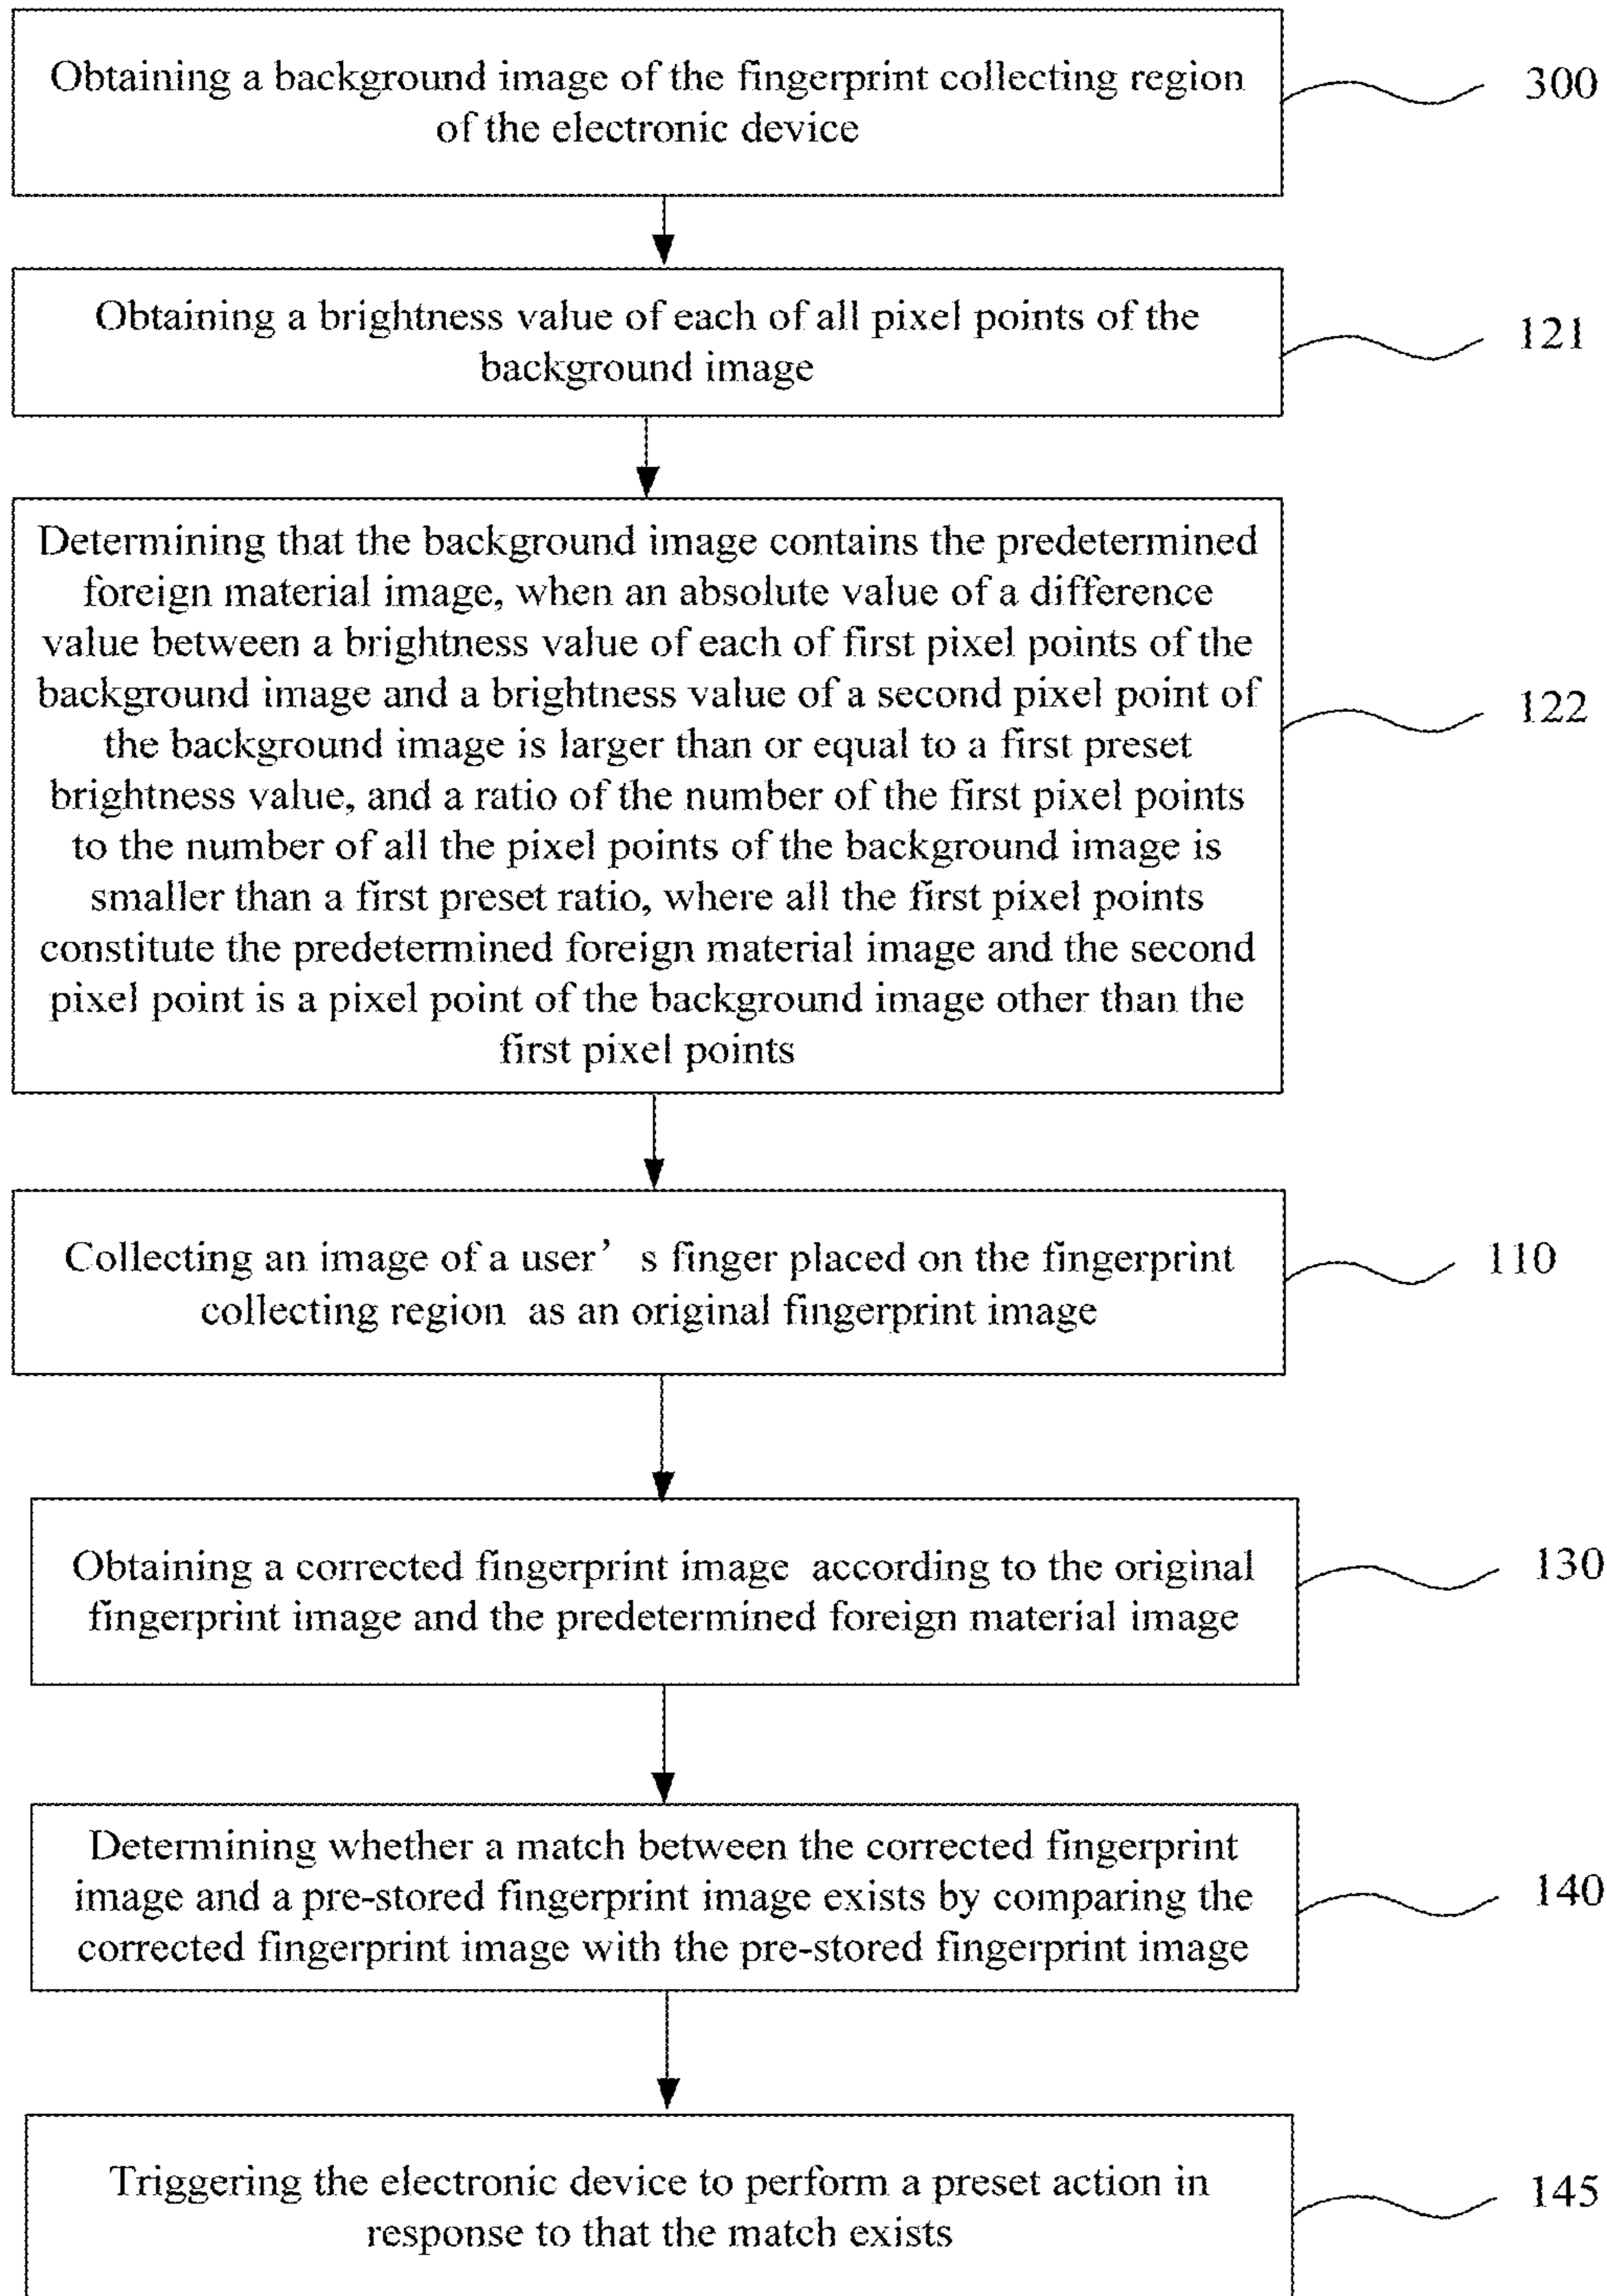 Obtaining a background image of the fingerprint collecting region
of the electronic device
300
Obtaining a brightness value of each of all pixel points of the
background image
121
Determining that the background image contains the predetermined
foreign material image, when an absolute value of a difference
value between a brightness value of each of first pixel points of the
background image and a brightness value of a second pixel point of
the background image is larger than or equal to a first preset
brightness value, and a ratio of the number of the first pixel points
to the number of all the pixel points of the background image is
smaller than a first preset ratio, where all the first pixel points
constitute the predetermined foreign material image and the second
pixel point is a pixel point of the background image other than the
first pixel points
122
Collecting an image of a user’ s finger placed on the fingerprint
collecting region as an original fingerprint image
110
Obtaining a corrected fingerprint image according to the original
fingerprint image and the predetermined foreign material image
130
Determining whether a match between the corrected fingerprint
image and a pre-stored fingerprint image exists by comparing the
corrected fingerprint image with the pre-stored fingerprint image
140
Triggering the electronic device to perform a preset action in
response to that the match exists
145